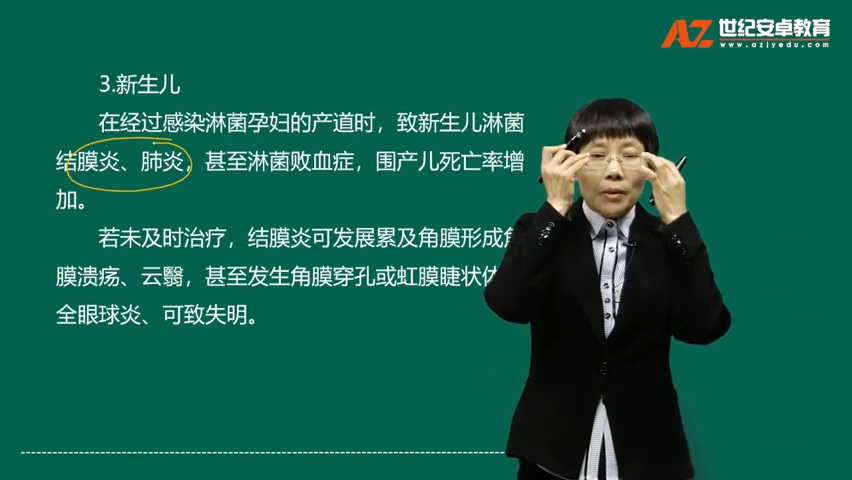 AZ 世纪安卓教育
www.azjyedu.com
3.新生儿
在经过感染淋菌孕妇的产道时，致新生儿淋菌
结膜炎、肺炎，甚至淋菌败血症，围产儿死亡率增
加。
若未及时治疗，结膜炎可发展累及角膜形成角
膜溃疡、云翳，甚至发生角膜穿孔或虹膜睫状体
全眼球炎、可致失明。